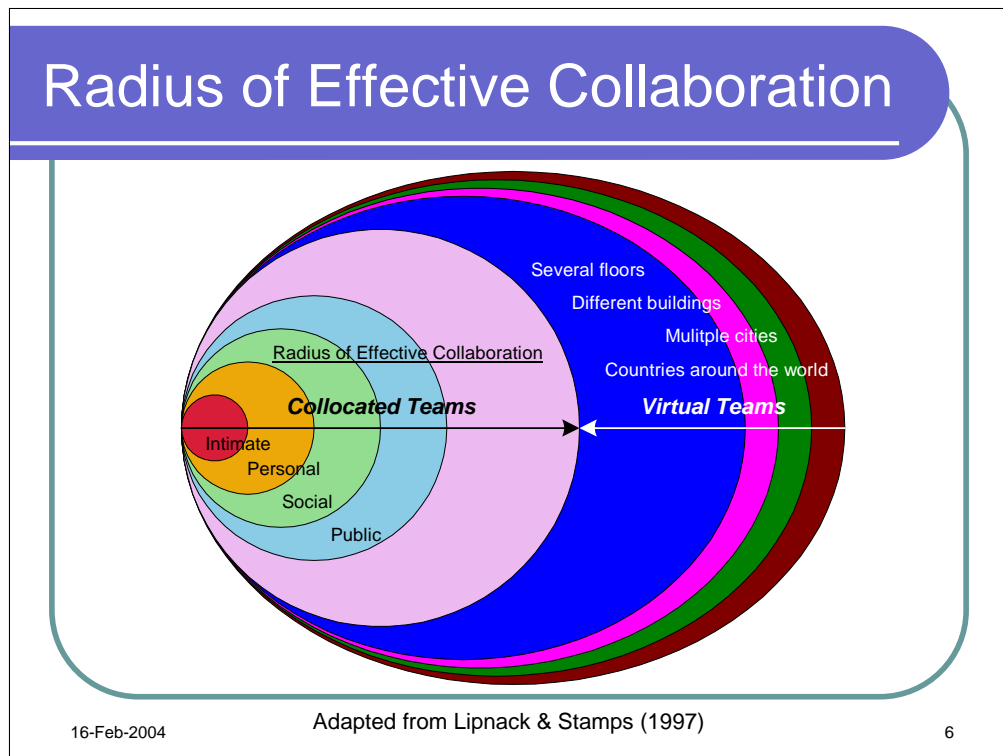 Radius of Effective Collaboration
Several floors
Different buildings
Mulitple cities
Radius of Effective Collaboration
Countries around the world
Collocated Teams
Virtual Teams
Intimate
Personal
Social
Public
16-Feb-2004
Adapted from Lipnack & Stamps (1997)
6